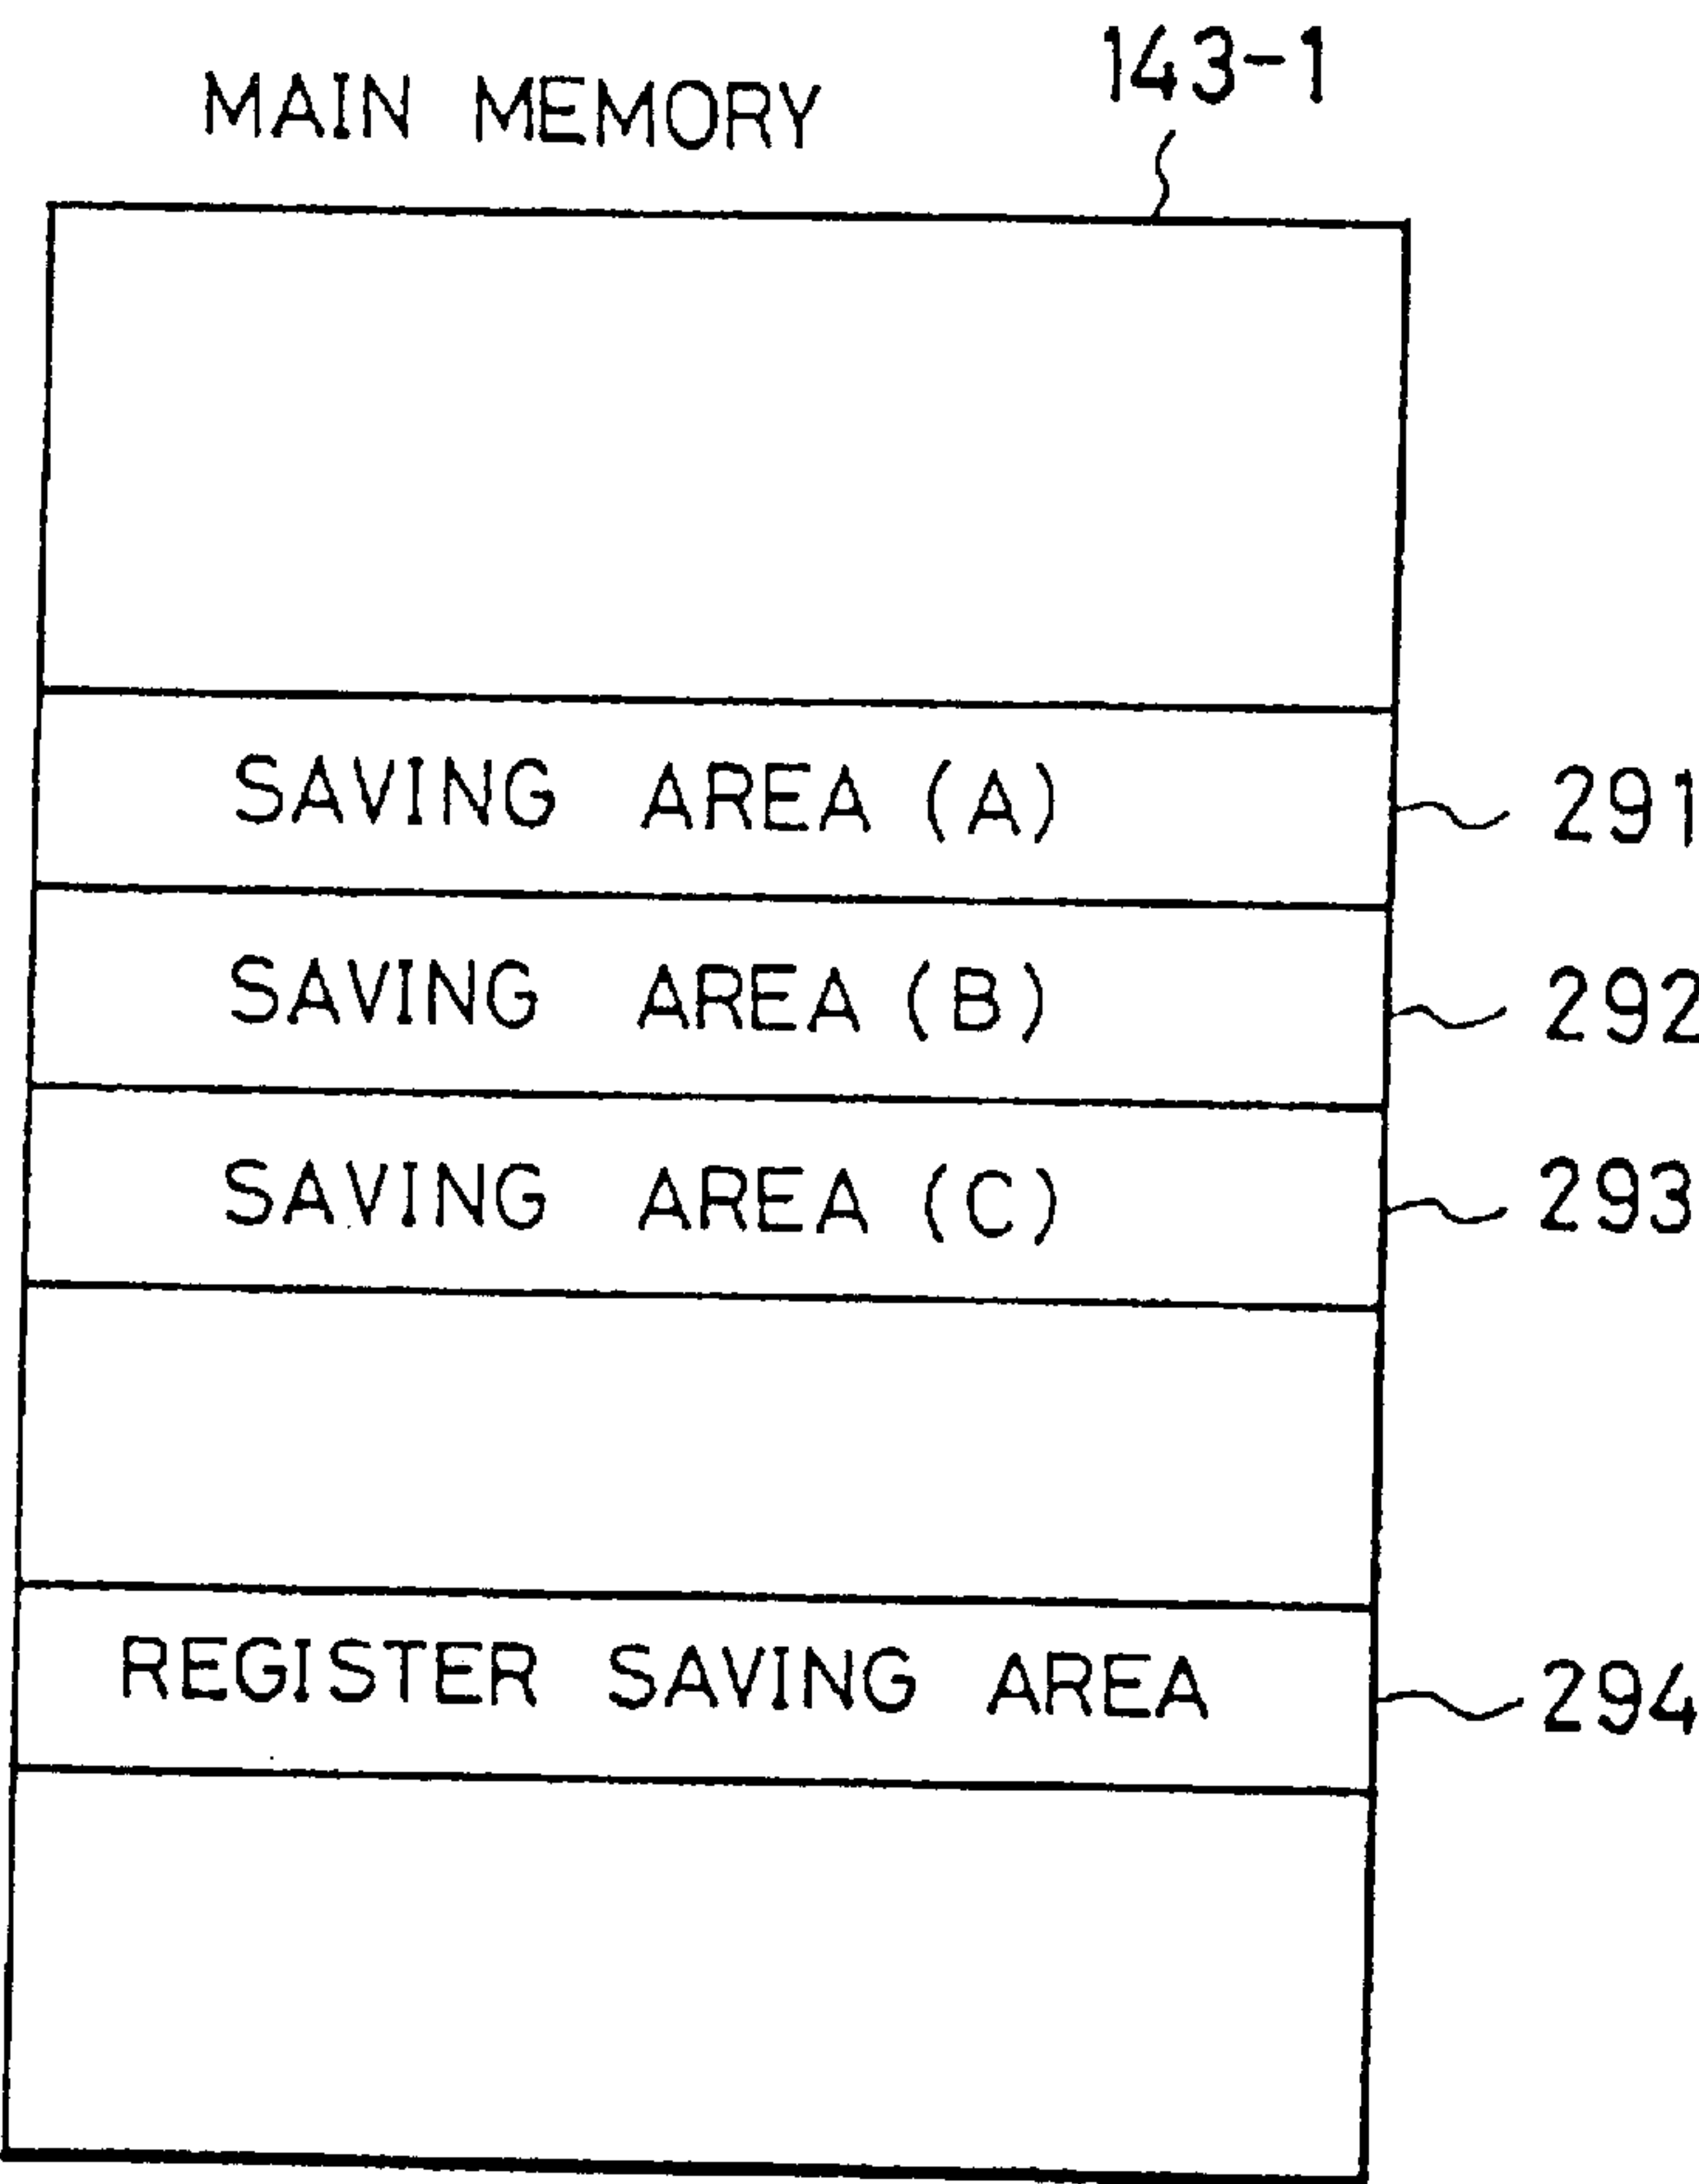 MAIN MEMORY
143-1
SAVING AREA (A)
291
SAVING AREA (B)
292
SAVING AREA (C)
293
REGISTER SAVING AREA
294